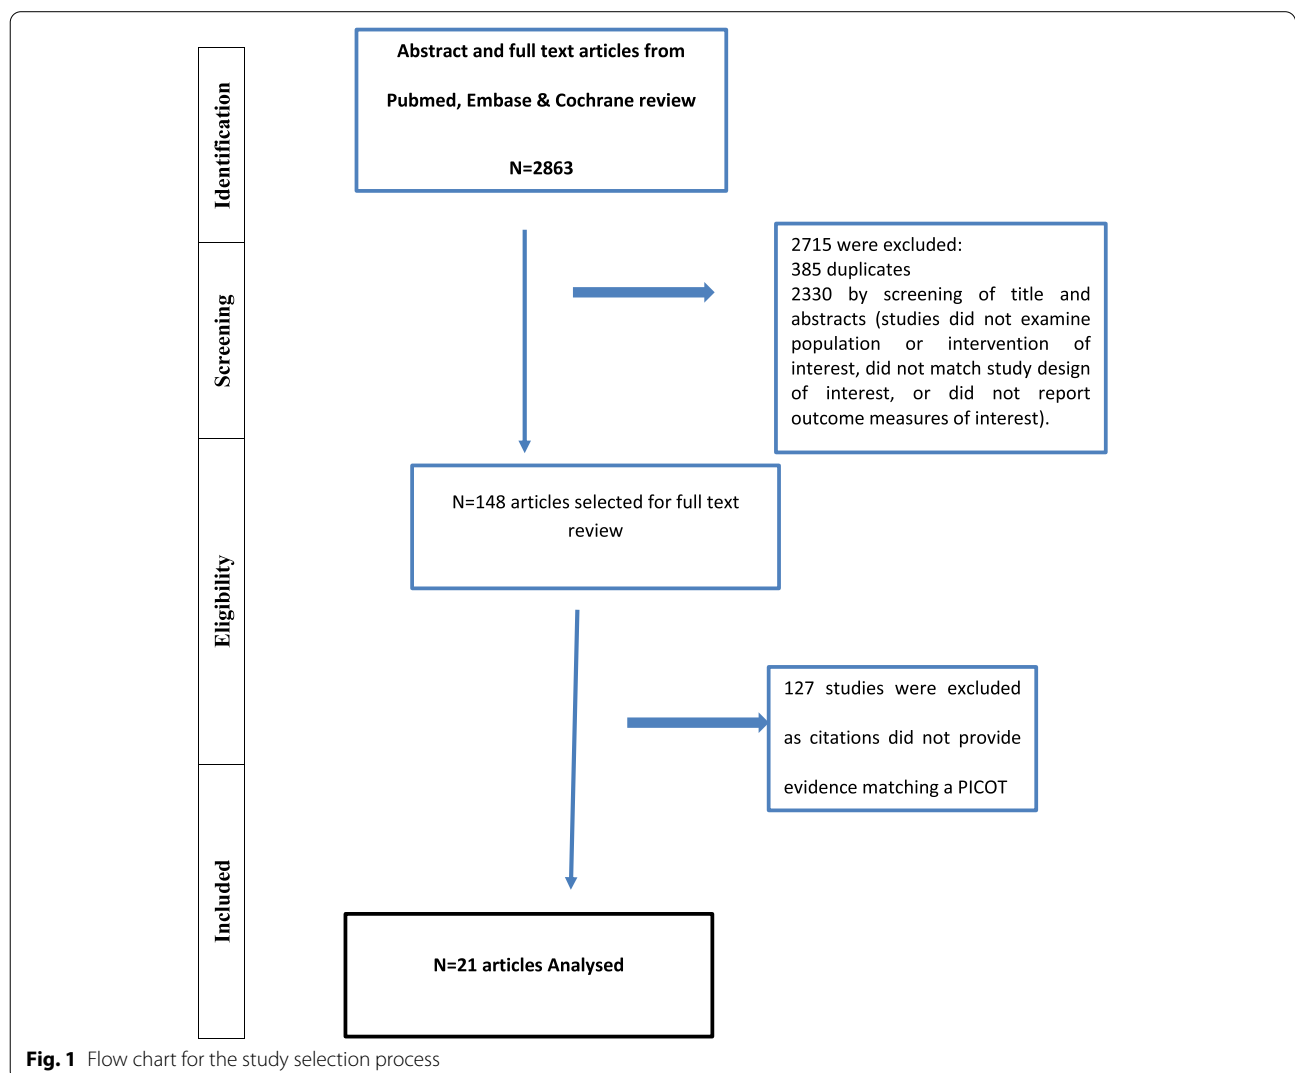 Identification
Abstract and full text articles from
Pubmed, Embase & Cochrane review
N=2863
Screening
2715 were excluded:
385 duplicates
2330 by screening of title and
abstracts (studies did not examine
population or intervention of
interest, did not match study design
of interest, or did not report
outcome measures of interest).
Eligibility
N=148 articles selected for full text
review
127 studies were excluded
as citations did not provide
evidence matching a PICOT
Included
N=21 articles Analysed
Fig. 1 Flow chart for the study selection process